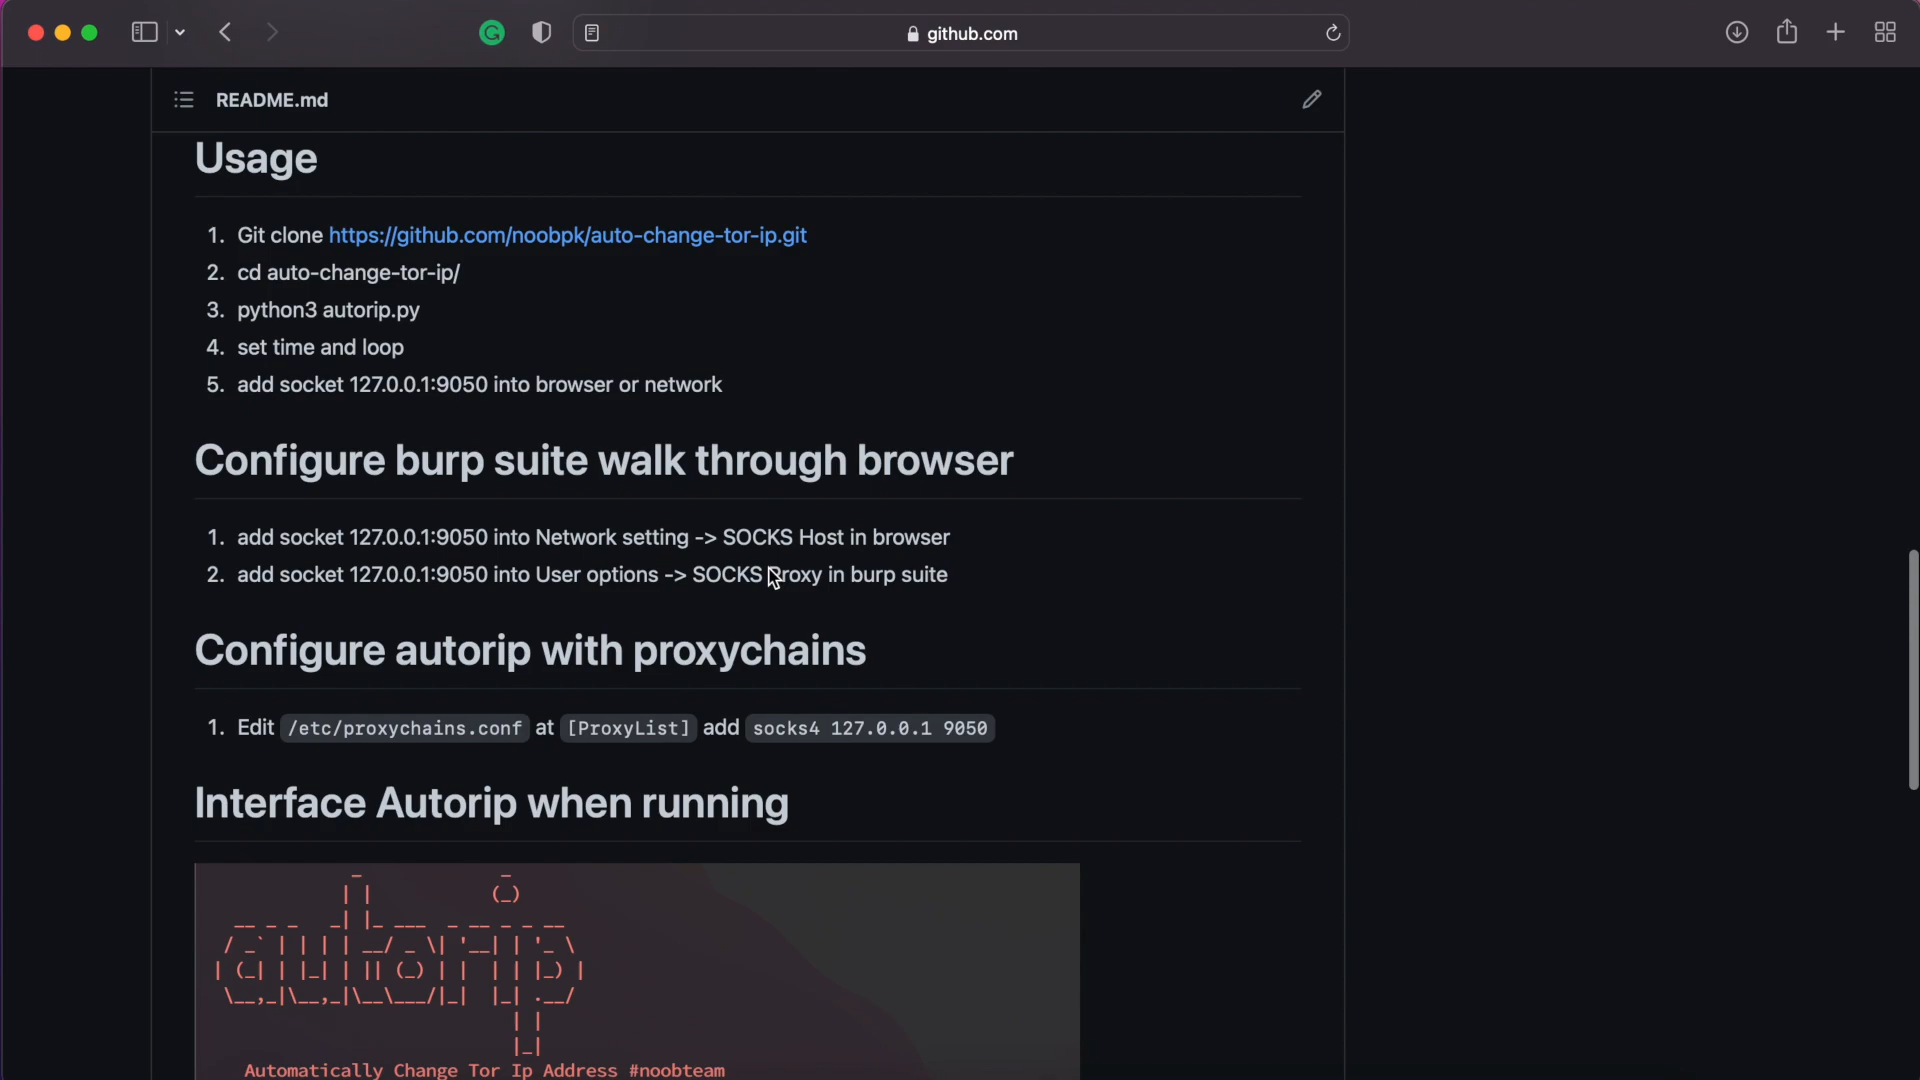 github.com
README.md
Usage
1. Git clone https://github.com/noobpk/auto-change-tor-ip.git
2. cd auto-change-tor-ip/
3. python3 autorip.py
4. set time and loop
5. add socket 127.0.0.1:9050 into browser or network
Configure burp suite walk through browser
1. add socket 127.0.0.1:9050 into Network setting -> SOCKS Host in browser
2. add socket 127.0.0.1:9050 into User options -> SOCKS Proxy in burp suite
Configure autorip with proxychains
1. Edit /etc/proxychains.conf at [ProxyList] add socks4 127.0.0.1 9050
Interface Autorip when running
autorip
Automatically Change Tor Ip Address #noobteam